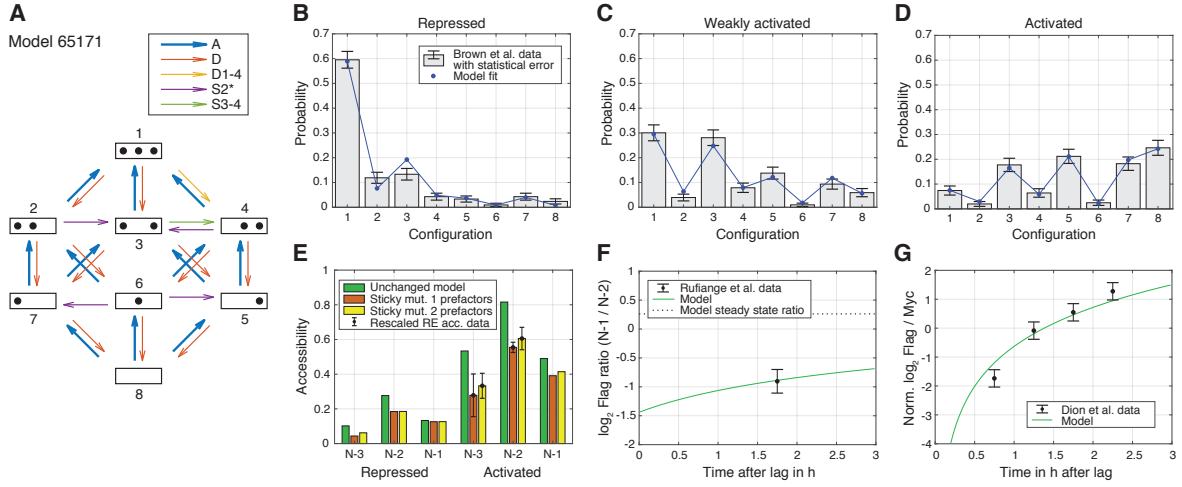 A
Model 65171
A
D
D1-4
S2*
S3-4
1
2
3
4
6
7
5
8
B
Repressed
Probability
0.7
0.6
0.5
0.4
0.3
0.2
0.1
0
Brown et al. data
with statistical error
Model fit
1 2 3 4 5 6 7 8
Configuration
C
Weakly activated
Probability
0.7
0.6
0.5
0.4
0.3
0.2
0.1
0
1 2 3 4 5 6 7 8
Configuration
D
Activated
Probability
0.7
0.6
0.5
0.4
0.3
0.2
0.1
0
1 2 3 4 5 6 7 8
Configuration
E
Accessibility
1
0.8
0.6
0.4
0.2
0
Unchanged model
Sticky mut. 1 prefactors
Sticky mut. 2 prefactors
Rescaled RE acc. data
N-3 N-2 N-1 N-3 N-2 N-1
Repressed Activated
F
log2 Flag ratio (N-1 / N-2)
1
0.5
0
-0.5
-1
-1.5
-2
Rufiange et al. data
Model
Model steady state ratio
0 0.5 1 1.5 2 2.5 3
Time after lag in h
G
Norm. log2 Flag / Myc
2
1
0
-1
-2
-3
-4
Dion et al. data
Model
0 0.5 1 1.5 2 2.5 3
Time in h after lag